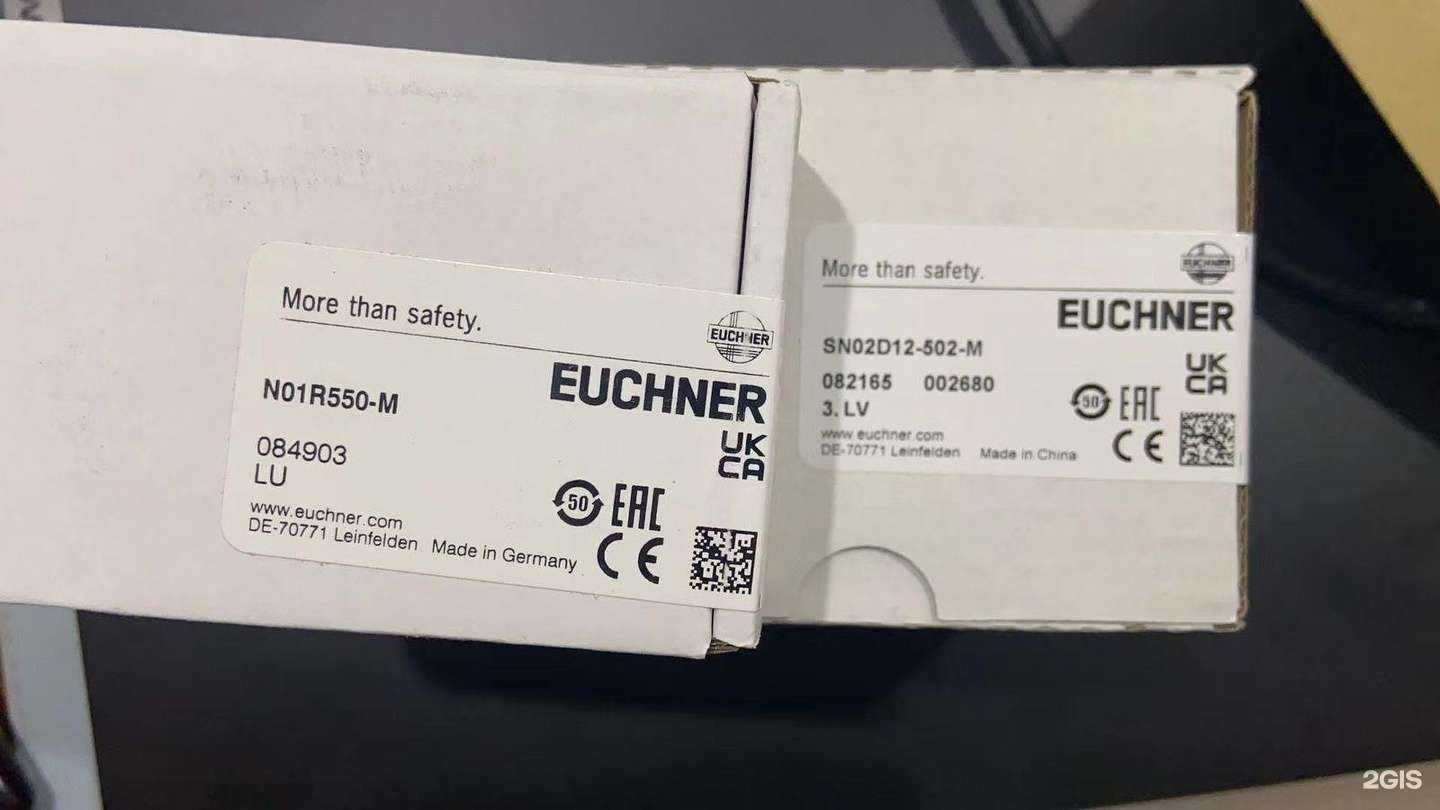 More than safety.
EUCHNER
EUCHNER
N01R550-M
UK
CA
084903
LU
50
EAC
www.euchner.com
DE-70771 Leinfelden Made in Germany
CE
More than safety.
EUCHNER
EUCHNER
SN02D12-502-M
UK
CA
082165 002680
50
EAC
3. LV
www.euchner.com
DE-70771 Leinfelden Made in China
CE
2GIS